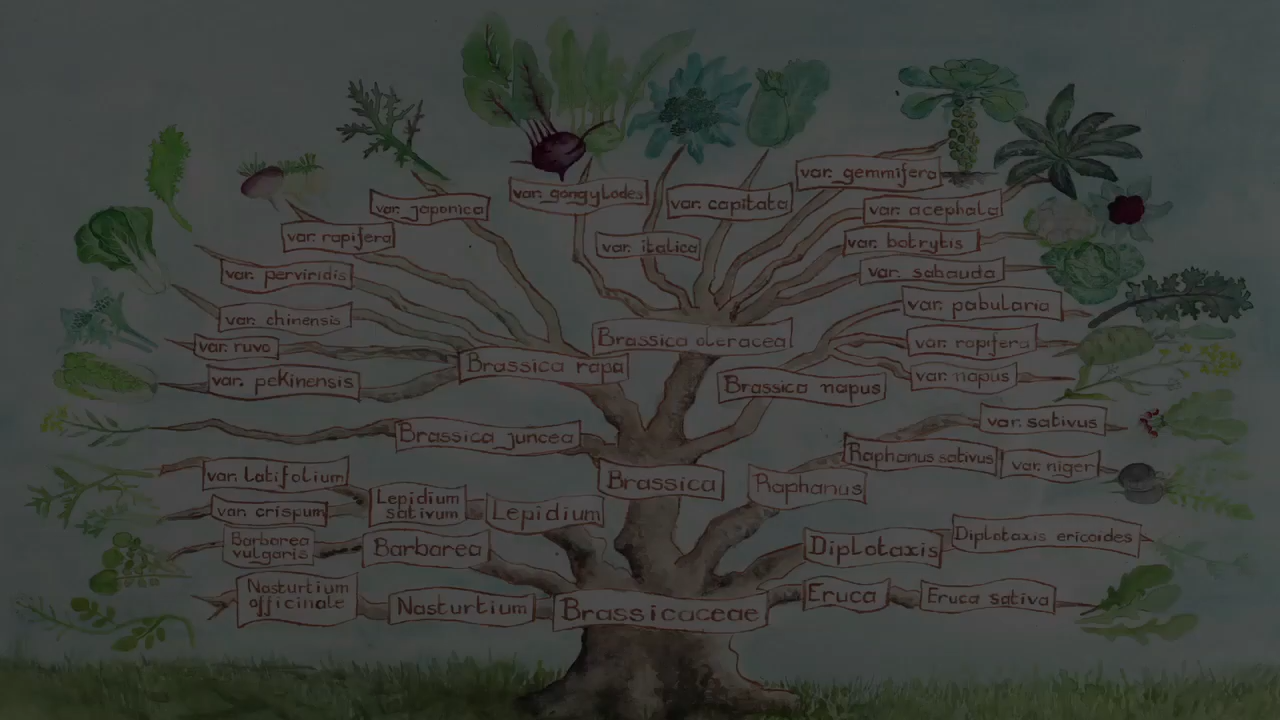 var. gemmifera
var. gongylodes
var. capitata
var. japonica
var. acephala
var. rapifera
var. italica
var. botrytis
var. perviridis
var. sabauda
var. pabularia
var. chinensis
Brassica oleracea
var. rapifera
var. ruvo
Brassica rapa
var. napus
var. pekinensis
Brassica napus
var. sativus
Brassica juncea
Raphanus sativus
var. niger
var. latifolium
Brassica
Raphanus
Lepidium
sativum
Lepidium
var. crispum
Barbarea
vulgaris
Barbarea
Diplotaxis
Diplotaxis ericoides
Nasturtium
officinale
Nasturtium
Brassicaceae
Eruca
Eruca sativa